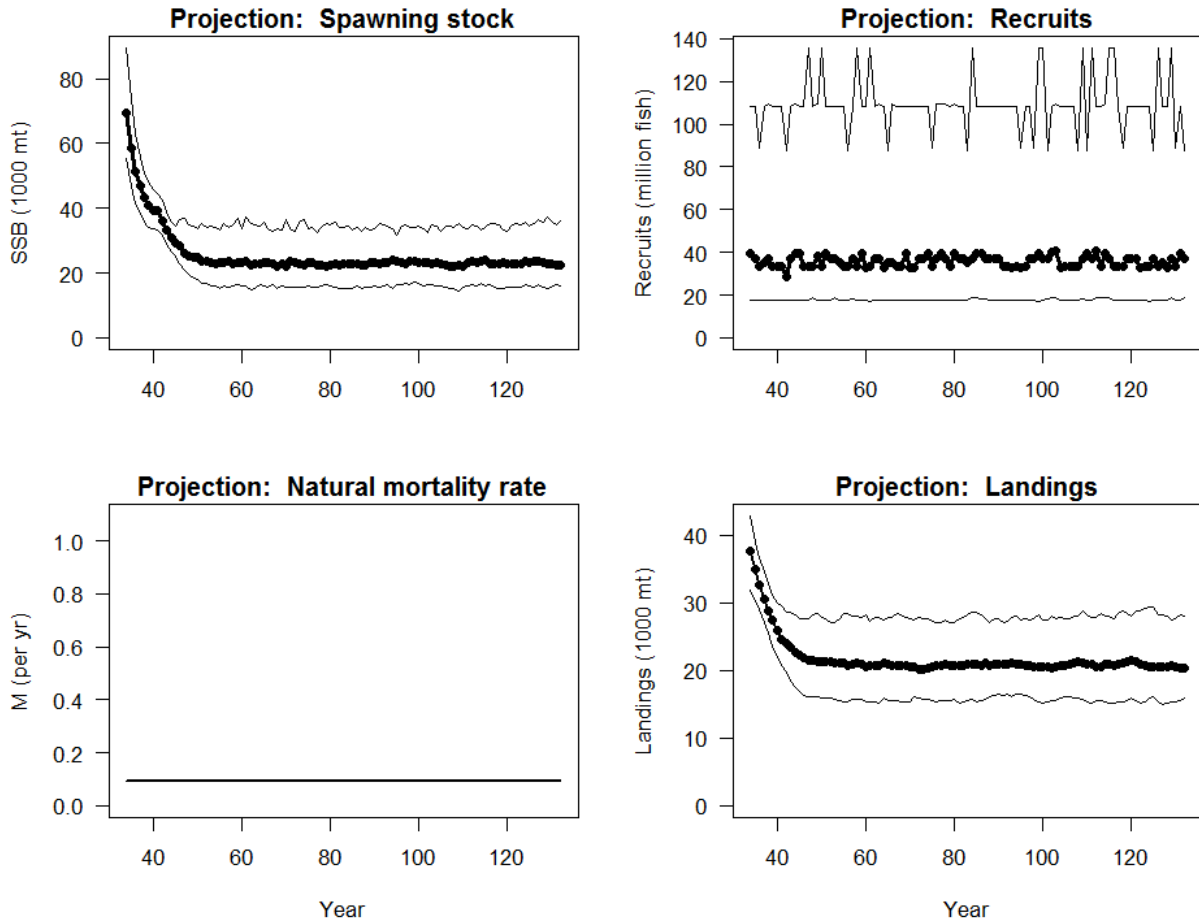 Projection: Spawning stock
SSB (1000 mt)
80
60
40
20
0
40 60 80 100 120
Projection: Recruits
Recruits (million fish)
140
120
100
80
60
40
20
0
40 60 80 100 120
Projection: Natural mortality rate
M (per yr)
1.0
0.8
0.6
0.4
0.2
0.0
40 60 80 100 120
Year
Projection: Landings
Landings (1000 mt)
40
30
20
10
0
40 60 80 100 120
Year